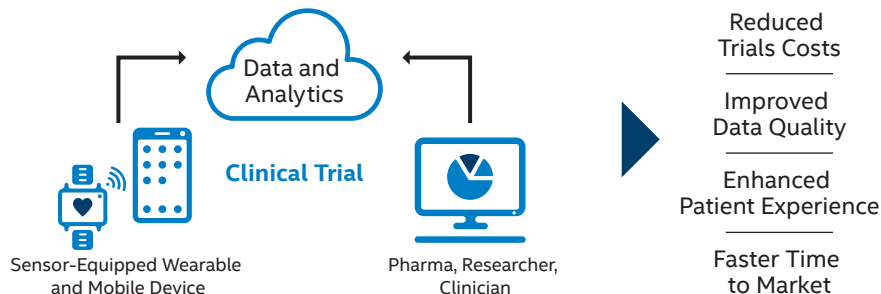 Data and
Analytics
Clinical Trial
Sensor-Equipped Wearable
and Mobile Device
Pharma, Researcher,
Clinician
Reduced
Trials Costs
Improved
Data Quality
Enhanced
Patient Experience
Faster Time
to Market